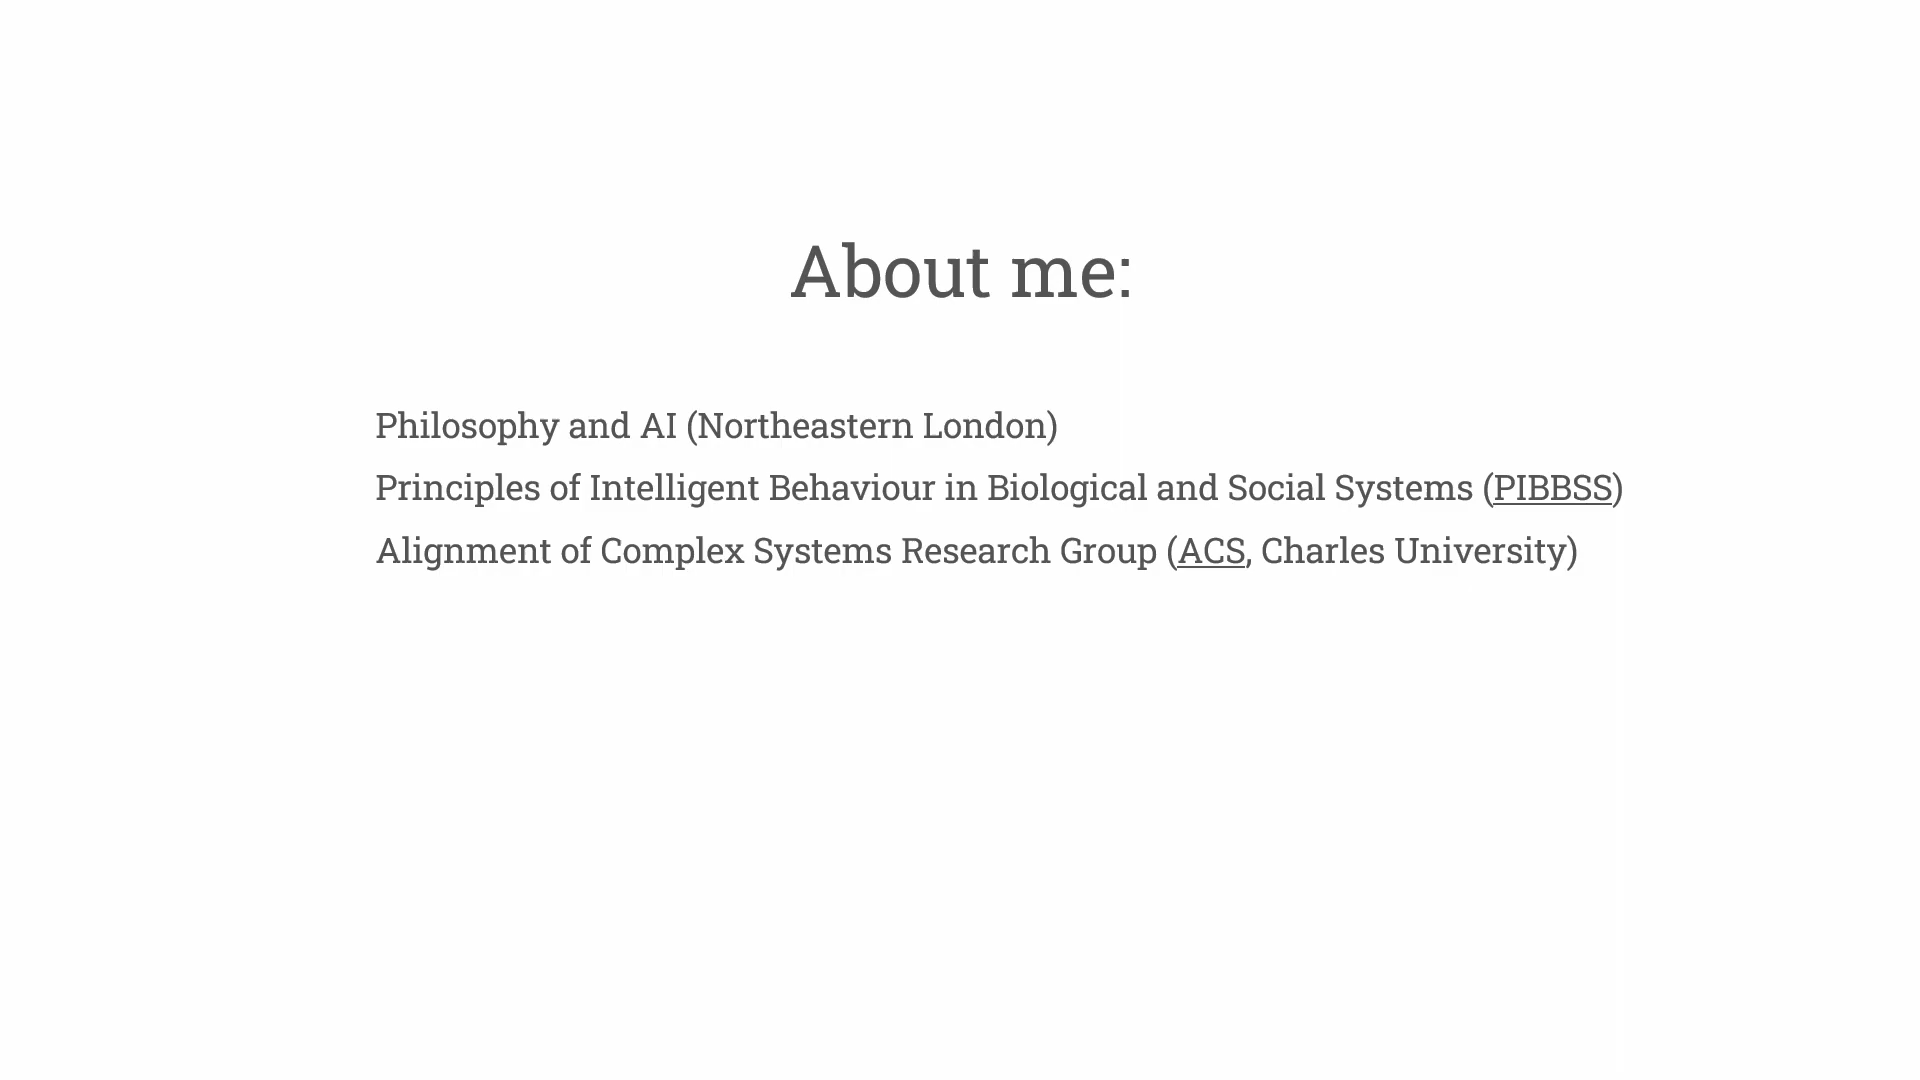 About me:
Philosophy and AI (Northeastern London)
Principles of Intelligent Behaviour in Biological and Social Systems (PIBBSS)
Alignment of Complex Systems Research Group (ACS, Charles University)